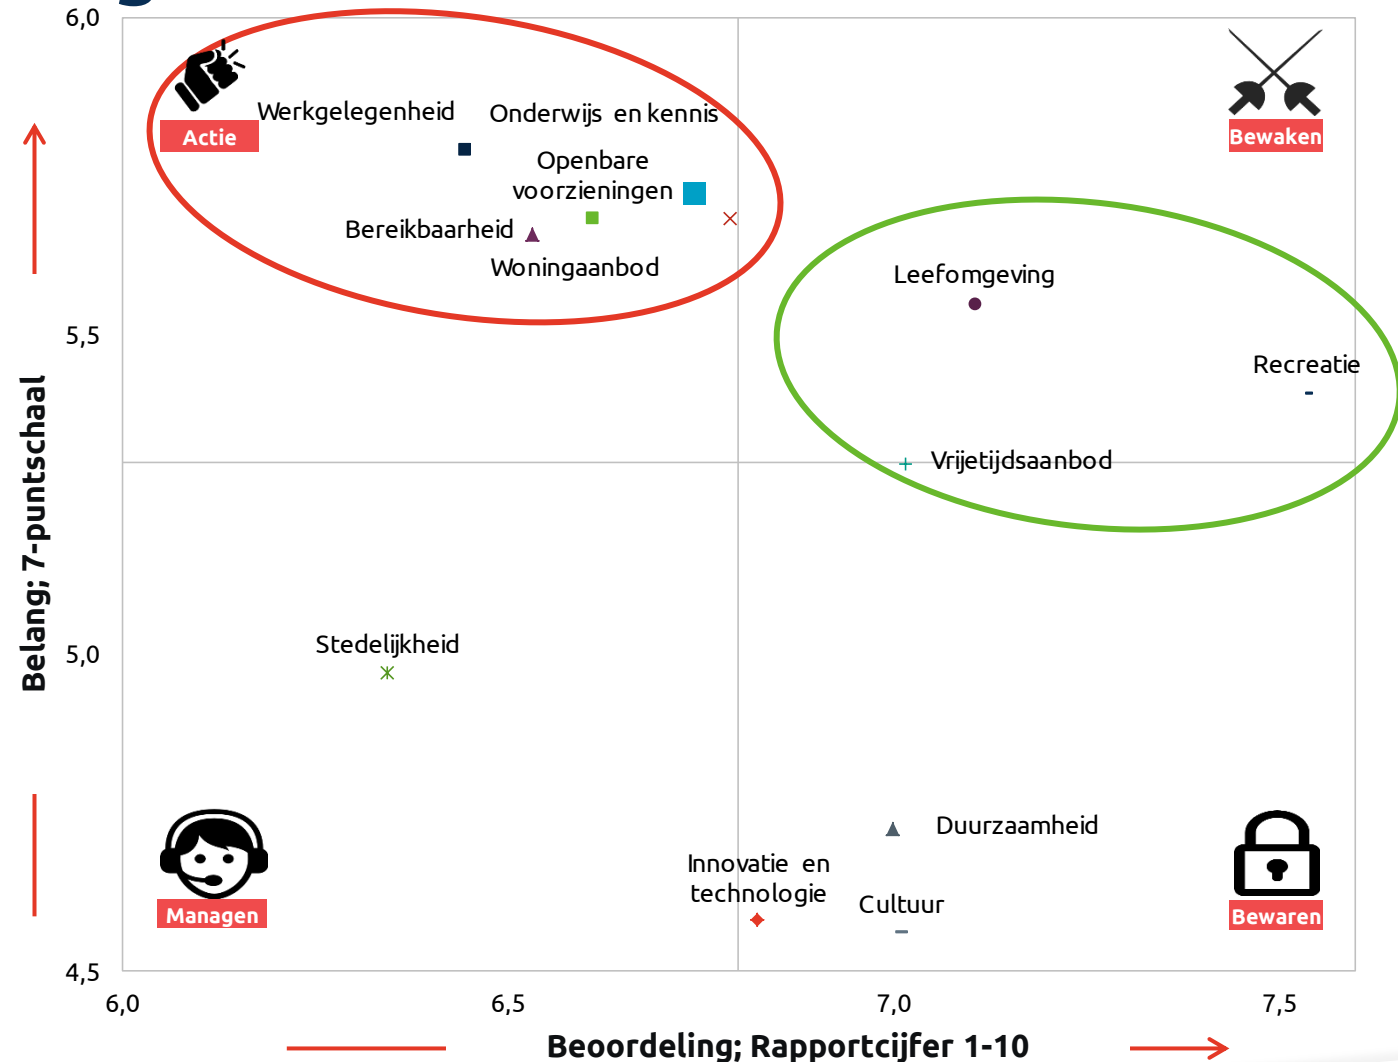 6,0
Actie
Werkgelegenheid
Onderwijs en kennis
Bewaken
Openbare
voorzieningen
Bereikbaarheid
Woningaanbod
Leefomgeving
5,5
Recreatie
Vrijetijdsaanbod
Belang; 7-puntschaal
Stedelijkheid
5,0
Duurzaamheid
Innovatie en
technologie
Cultuur
Managen
Bewaren
4,5
6,0
6,5
7,0
7,5
Beoordeling; Rapportcijfer 1-10